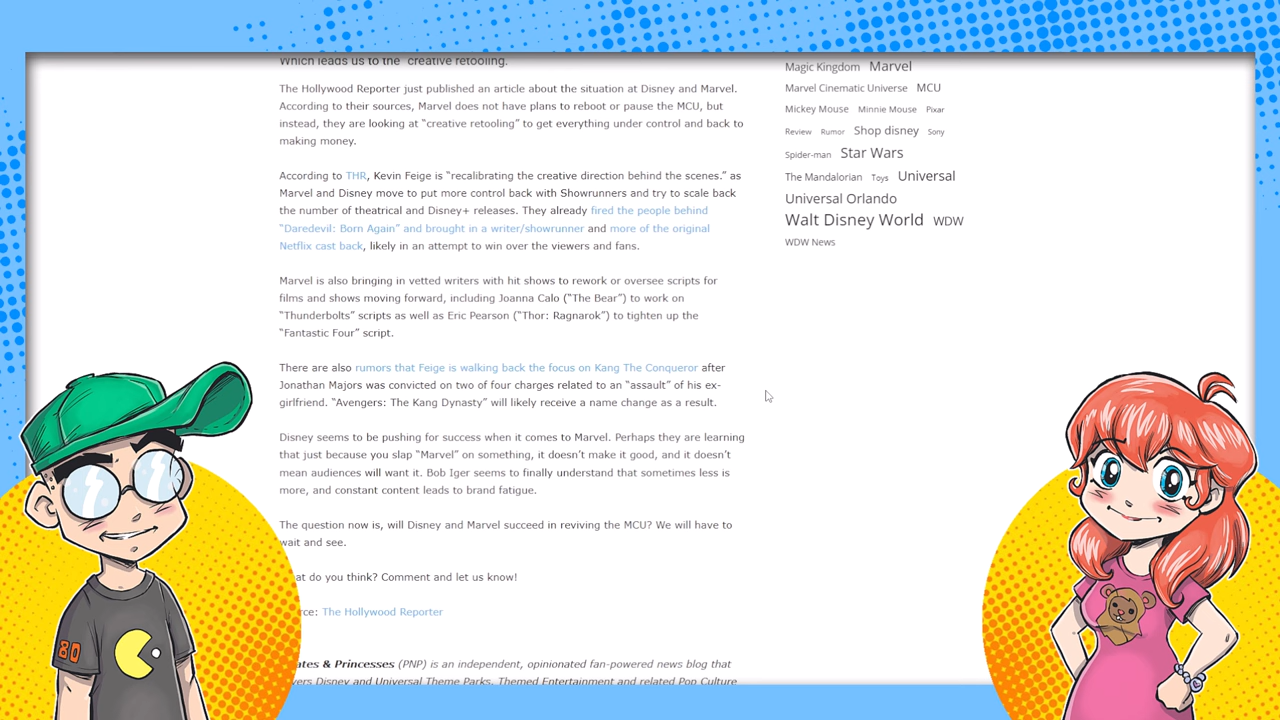 Which leads us to the "creative retooling.
The Hollywood Reporter just published an article about the situation at Disney and Marvel.
According to their sources, Marvel does not have plans to reboot or pause the MCU, but
instead, they are looking at “creative retooling” to get everything under control and back to
making money.
According to THR, Kevin Feige is “recalibrating the creative direction behind the scenes.” as
Marvel and Disney move to put more control back with Showrunners and try to scale back
the number of theatrical and Disney+ releases. They already fired the people behind
“Daredevil: Born Again” and brought in a writer/showrunner and more of the original
Netflix cast back, likely in an attempt to win over the viewers and fans.
Marvel is also bringing in vetted writers with hit shows to rework or oversee scripts for
films and shows moving forward, including Joanna Calo (“The Bear”) to work on
“Thunderbolts” scripts as well as Eric Pearson (“Thor: Ragnarok”) to tighten up the
“Fantastic Four” script.
There are also rumors that Feige is walking back the focus on Kang The Conqueror after
Jonathan Majors was convicted on two of four charges related to an “assault” of his ex-
girlfriend. “Avengers: The Kang Dynasty” will likely receive a name change as a result.
Disney seems to be pushing for success when it comes to Marvel. Perhaps they are learning
that just because you slap “Marvel” on something, it doesn’t make it good, and it doesn’t
mean audiences will want it. Bob Iger seems to finally understand that sometimes less is
more, and constant content leads to brand fatigue.
The question now is, will Disney and Marvel succeed in reviving the MCU? We will have to
wait and see.
at do you think? Comment and let us know!
rce: The Hollywood Reporter
ates & Princesses (PNP) is an independent, opinionated fan-powered news blog that
vers Disney and Universal Theme Parks, Themed Entertainment and related Pop Culture
Magic Kingdom Marvel
Marvel Cinematic Universe MCU
Mickey Mouse Minnie Mouse Pixar
Review Rumor Shop disney Sony
Spider-man Star Wars
The Mandalorian Toys Universal
Universal Orlando
Walt Disney World WDW
WDW News
80